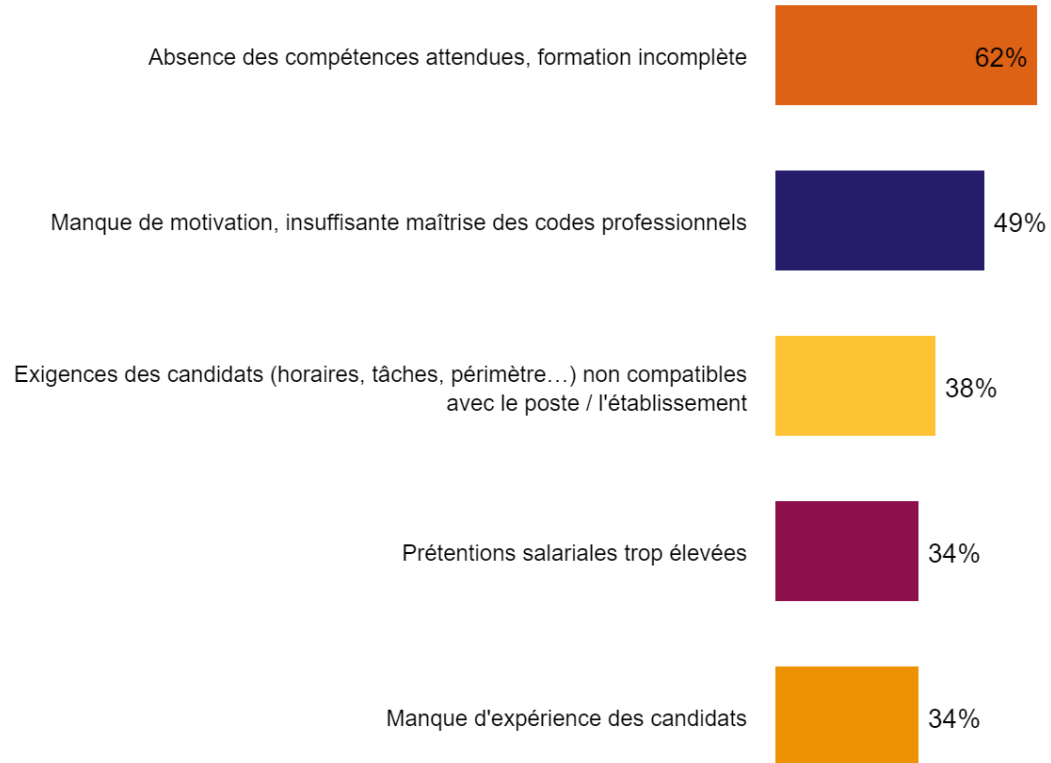 Absence des compétences attendues, formation incomplète
62%
Manque de motivation, insuffisante maîtrise des codes professionnels
49%
Exigences des candidats (horaires, tâches, périmètre…) non compatibles
avec le poste / l'établissement
38%
Prétentions salariales trop élevées
34%
Manque d'expérience des candidats
34%